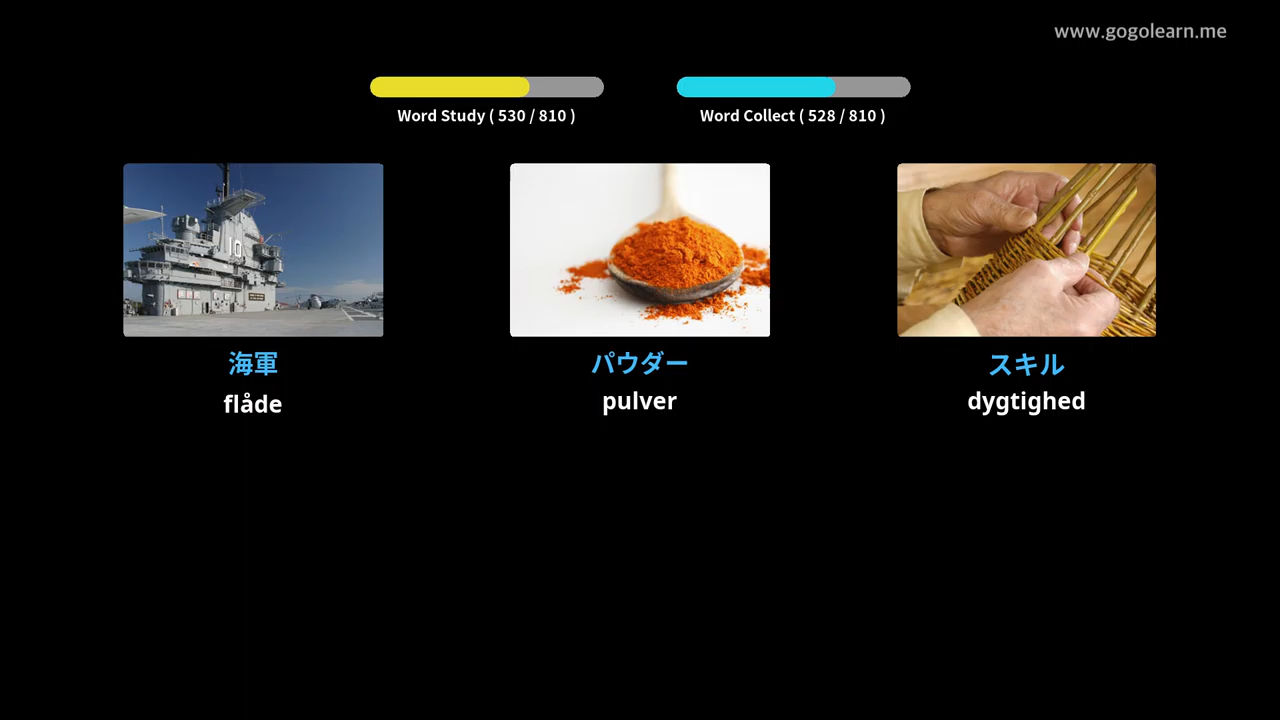 www.gogolearn.me
Word Study ( 530 / 810 )
Word Collect ( 528 / 810 )
10
海軍
パウダー
スキル
flåde
pulver
dygtighed